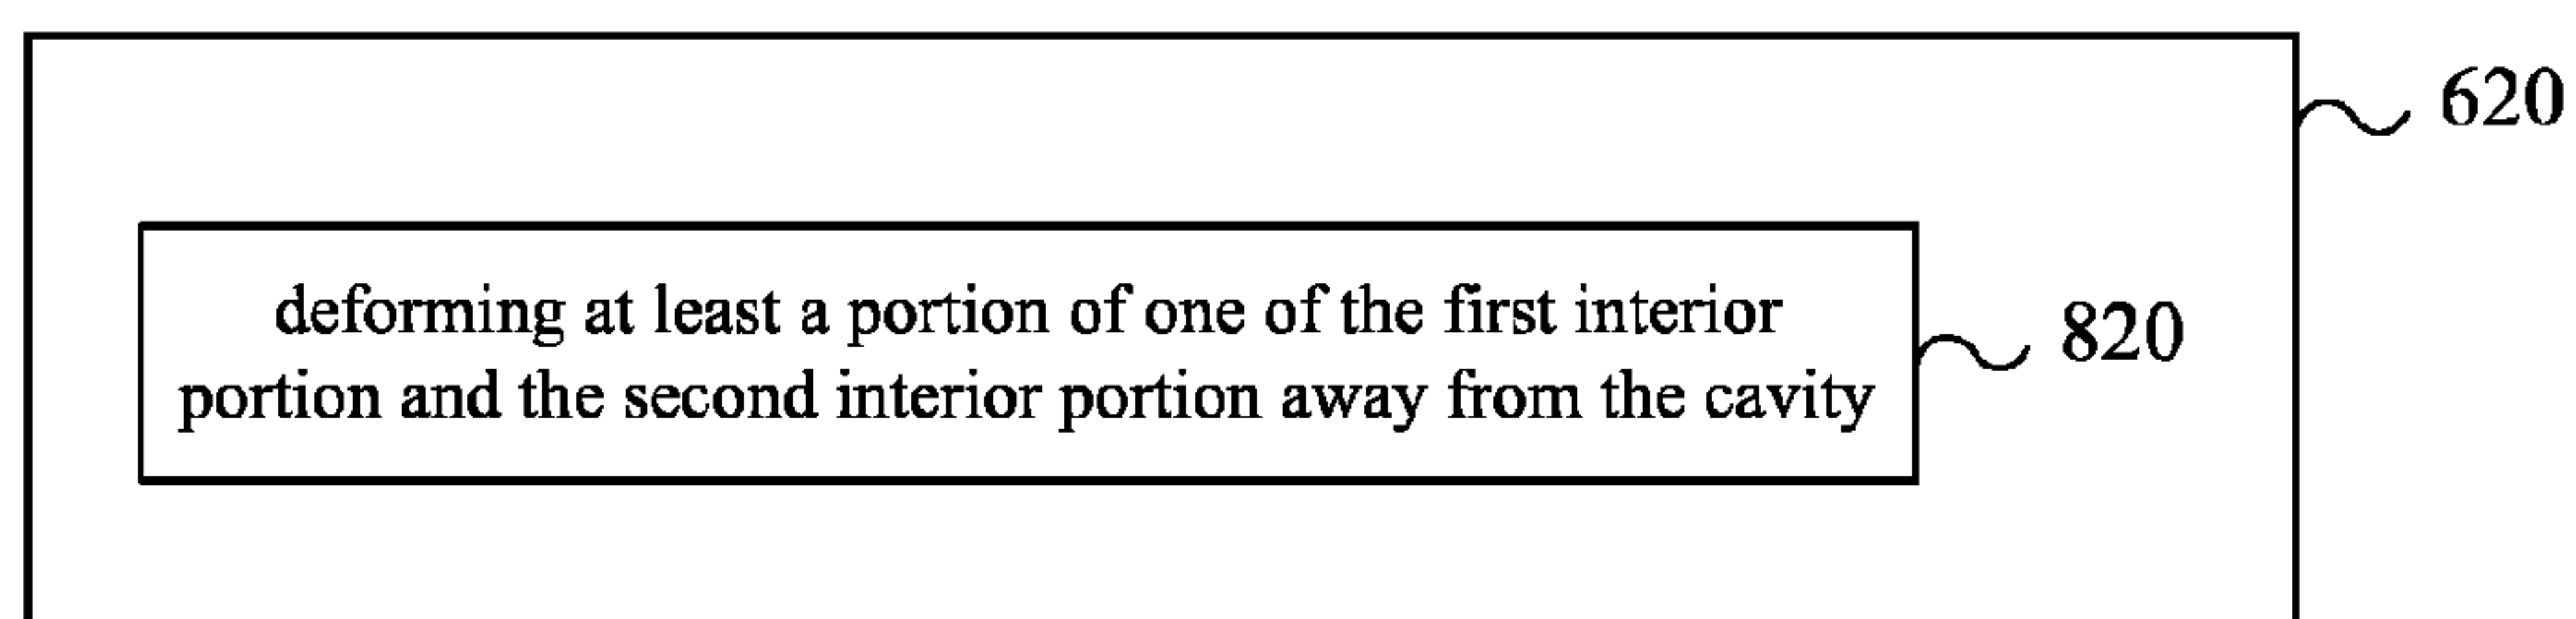 620
deforming at least a portion of one of the first interior
portion and the second interior portion away from the cavity
820